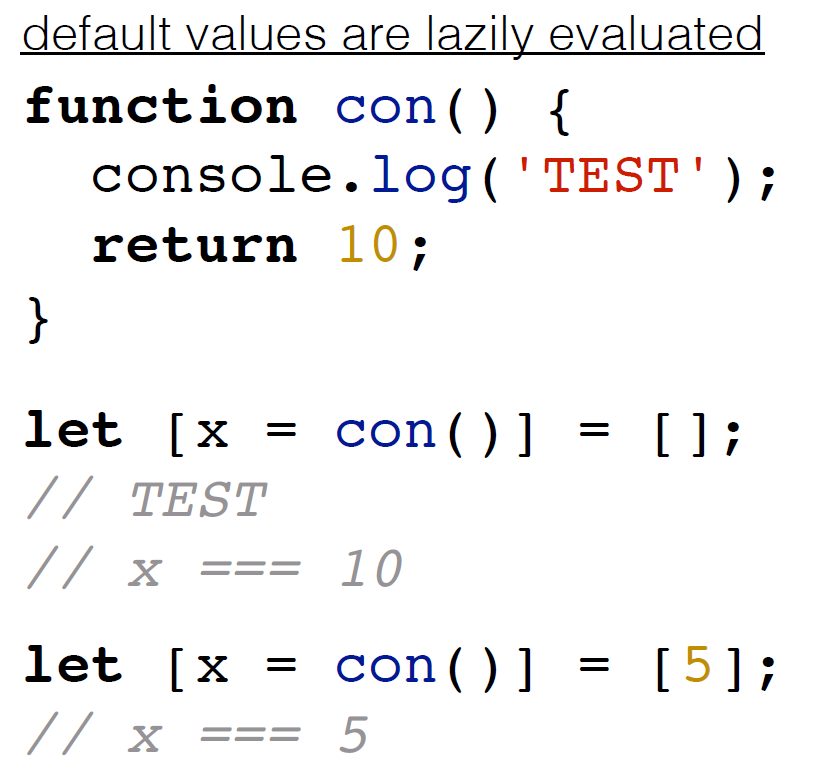 default values are lazily evaluated
function con() {
  console.log('TEST');
  return 10;
}
let [x = con()] = [];
// TEST
// x === 10
let [x = con()] = [5];
// x === 5